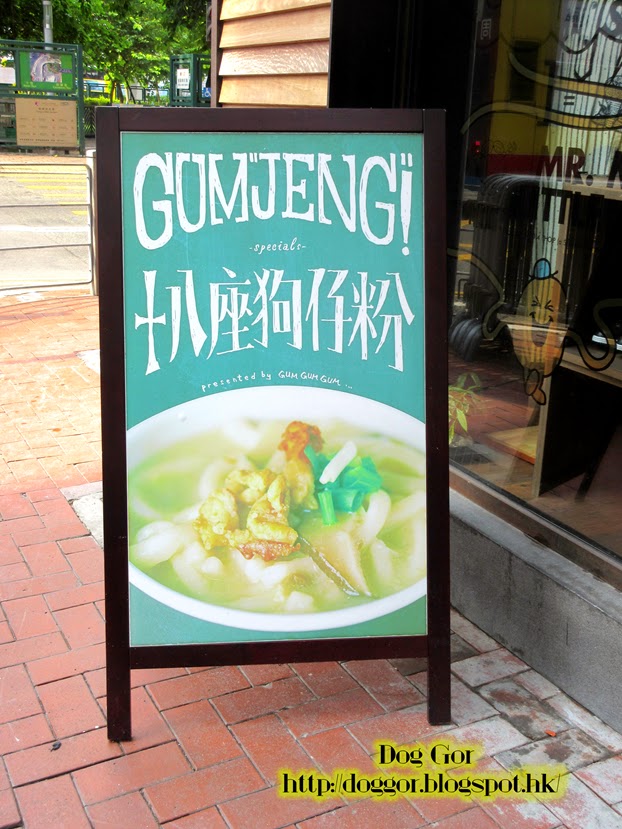 GUMJENG!
-specials-
十八座狗仔粉
presented by GUM GUM GUM...
MR.
Dog Gor
http://doggor.blogspot.hk/